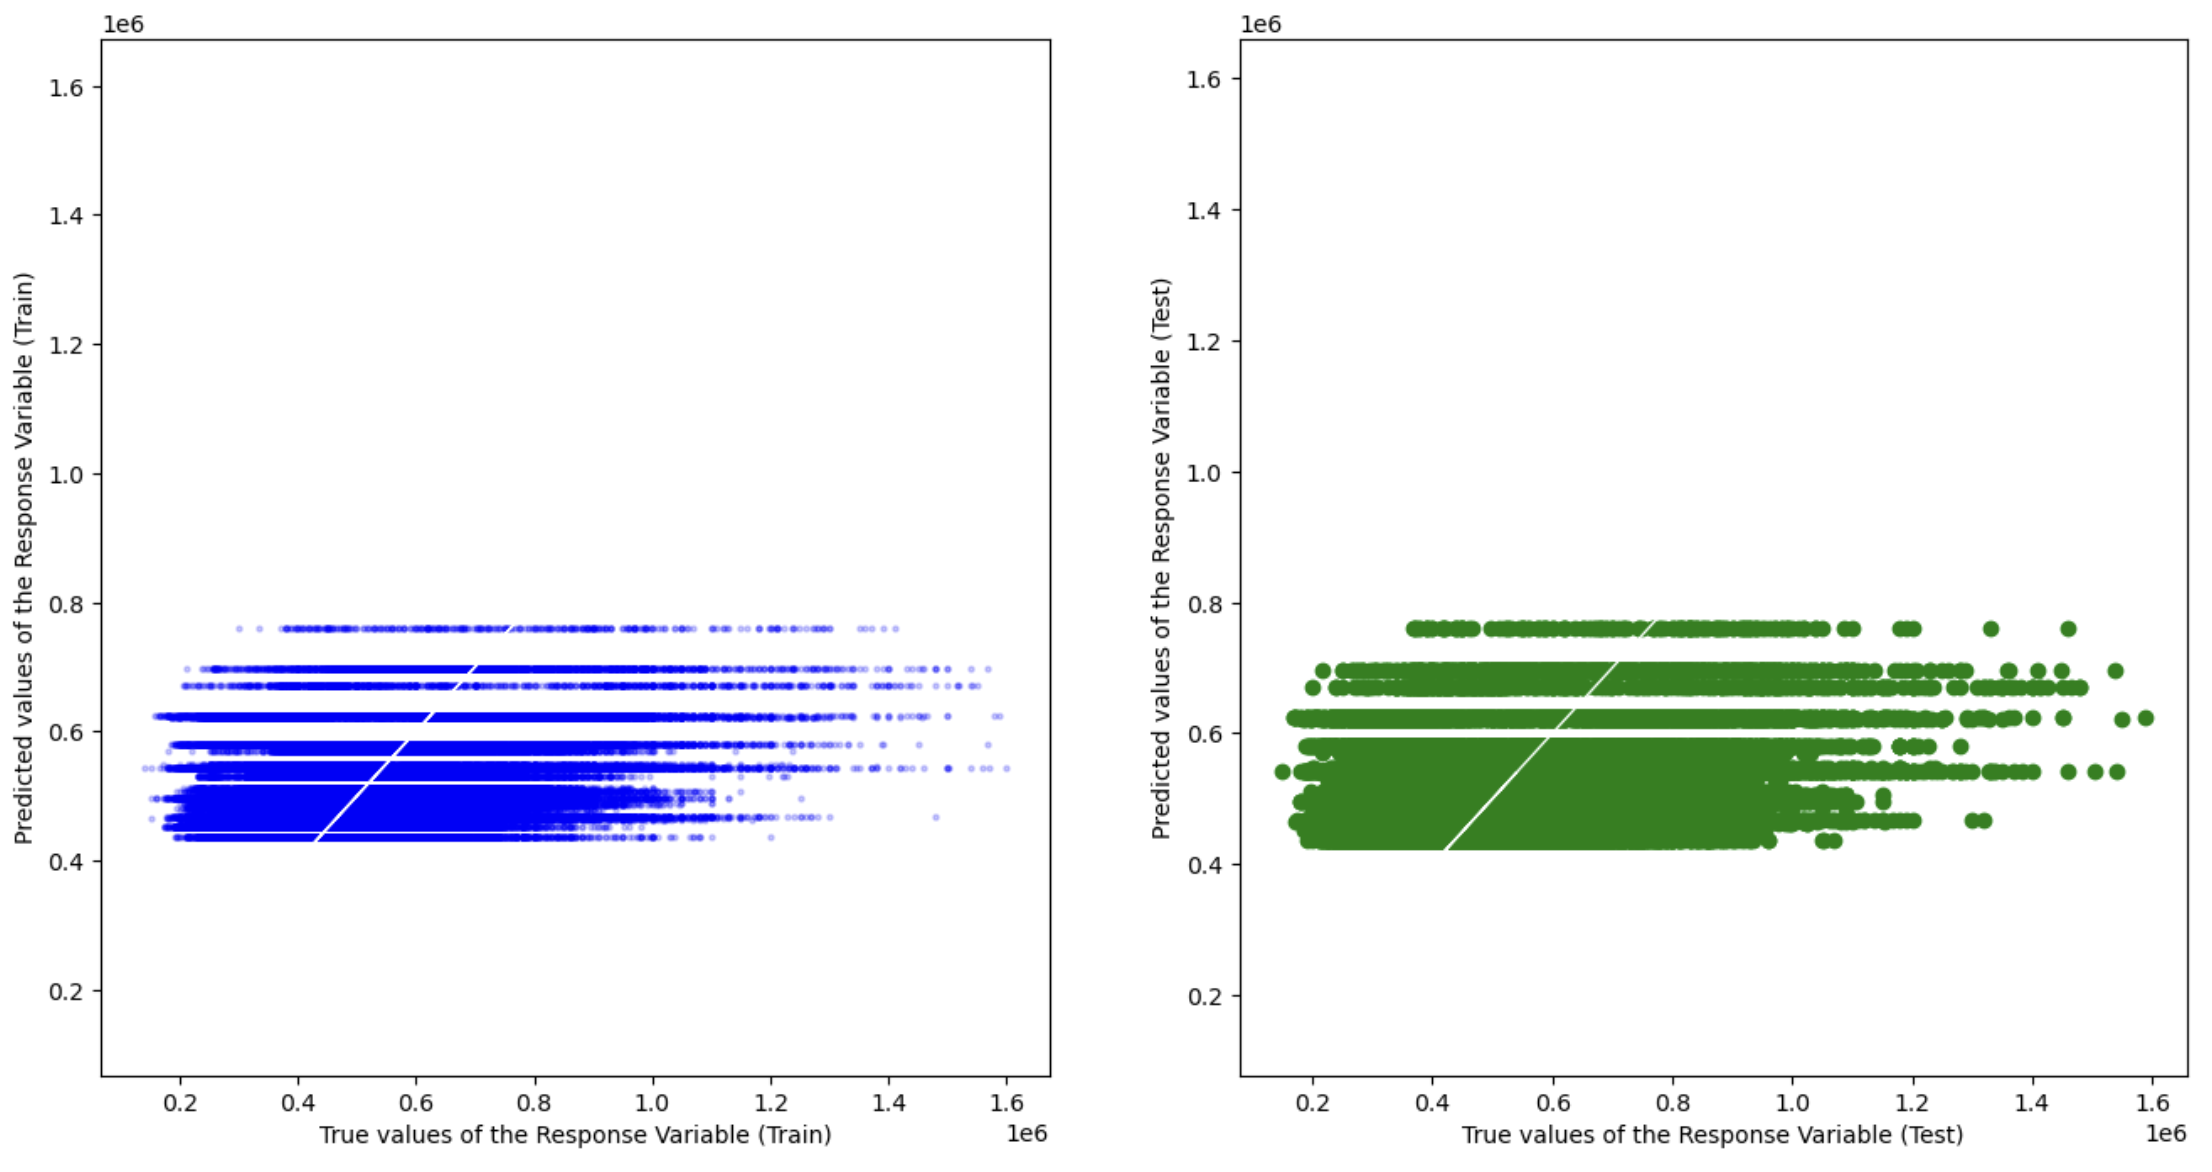 1e6
1.6
1.4
1.2
1.0
0.8
0.6
0.4
0.2
Predicted values of the Response Variable (Train)
0.2 0.4 0.6 0.8 1.0 1.2 1.4 1.6
True values of the Response Variable (Train)
1e6
1e6
1.6
1.4
1.2
1.0
0.8
0.6
0.4
0.2
Predicted values of the Response Variable (Test)
0.2 0.4 0.6 0.8 1.0 1.2 1.4 1.6
True values of the Response Variable (Test)
1e6